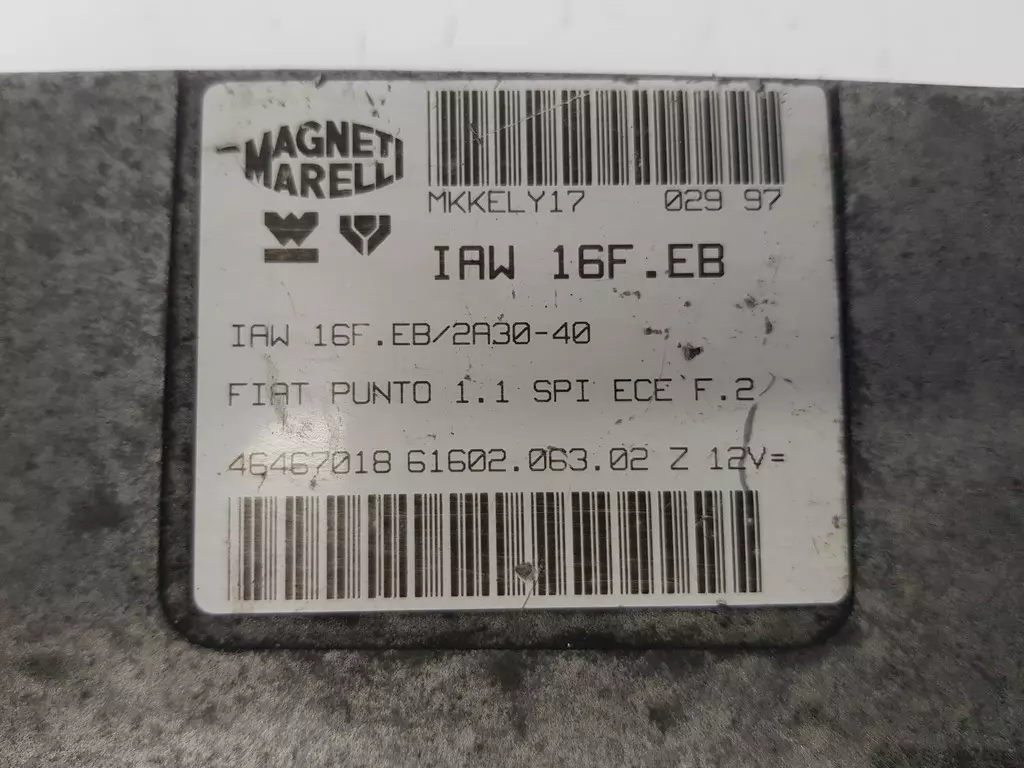 MAGNETI
MARELLI
MKKELY17 029 97
IAW 16F.EB
IAW 16F.EB/2A30-40
FIAT PUNTO 1.1 SPI ECE F.2
46467018 61602.063.02 Z 12V=